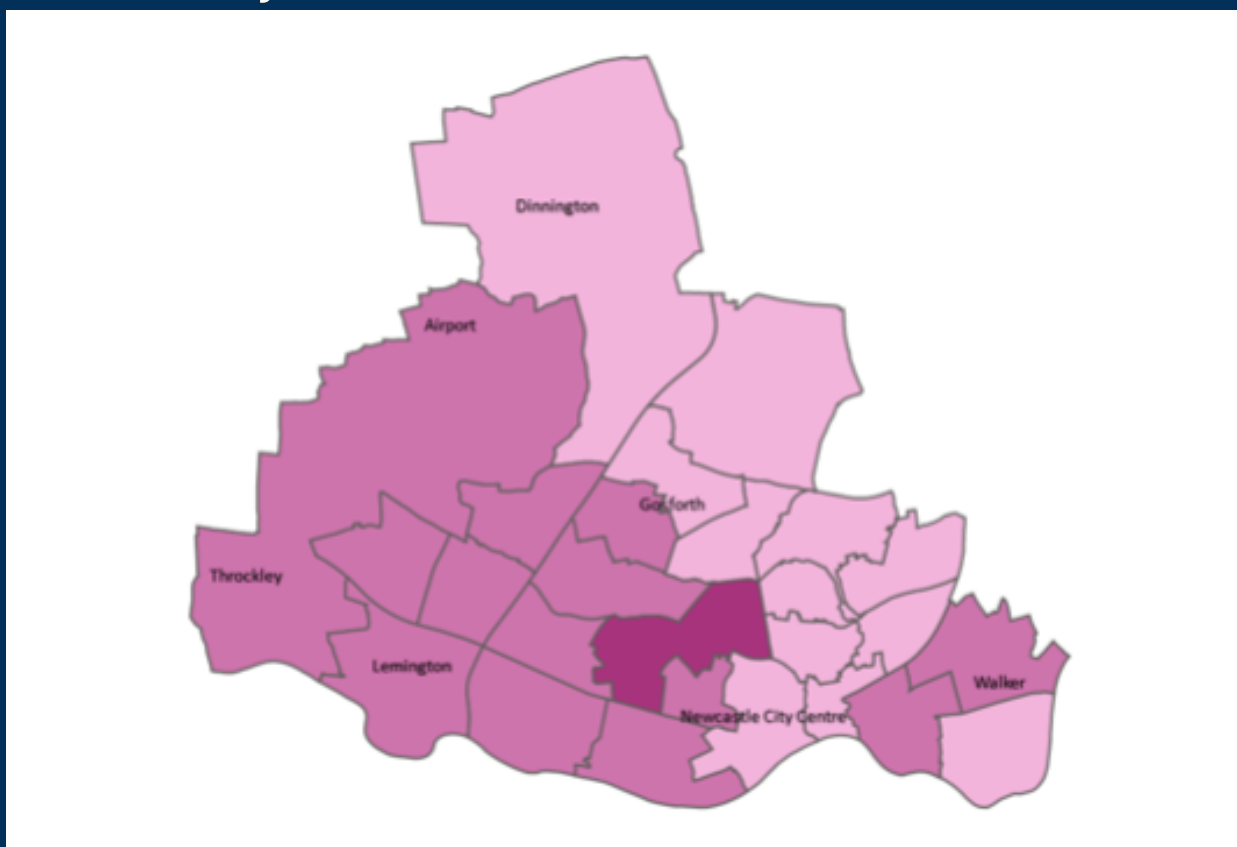 Dinnington
Airport
Gosforth
Throckley
Lemington
Walker
Newcastle City Centre